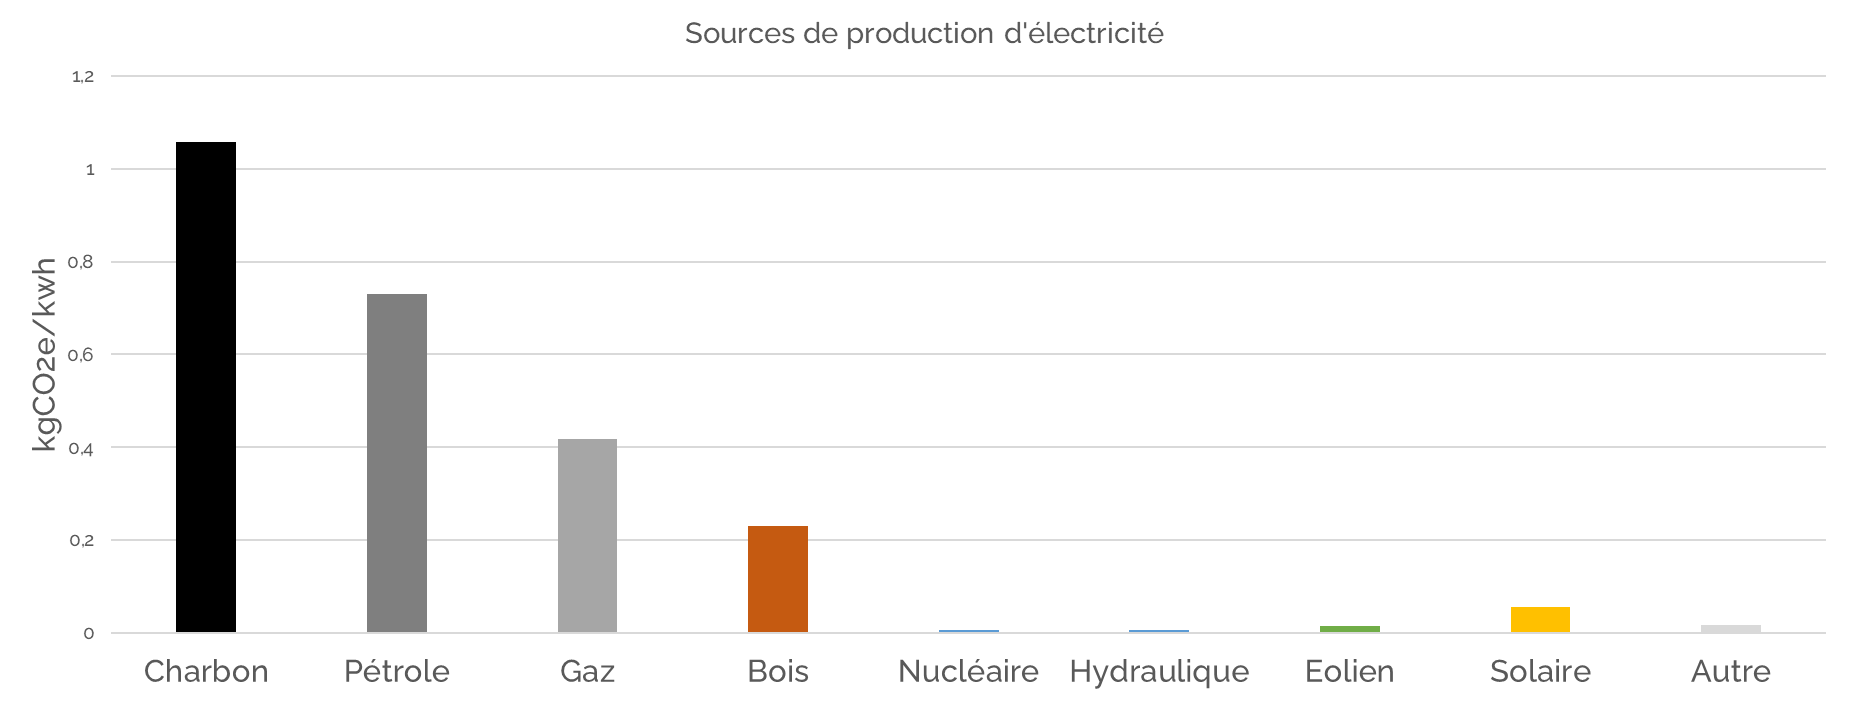 Sources de production d'électricité
kgCO2e/kwh
1,2
1
0,8
0,6
0,4
0,2
0
Charbon Pétrole Gaz Bois Nucléaire Hydraulique Eolien Solaire Autre